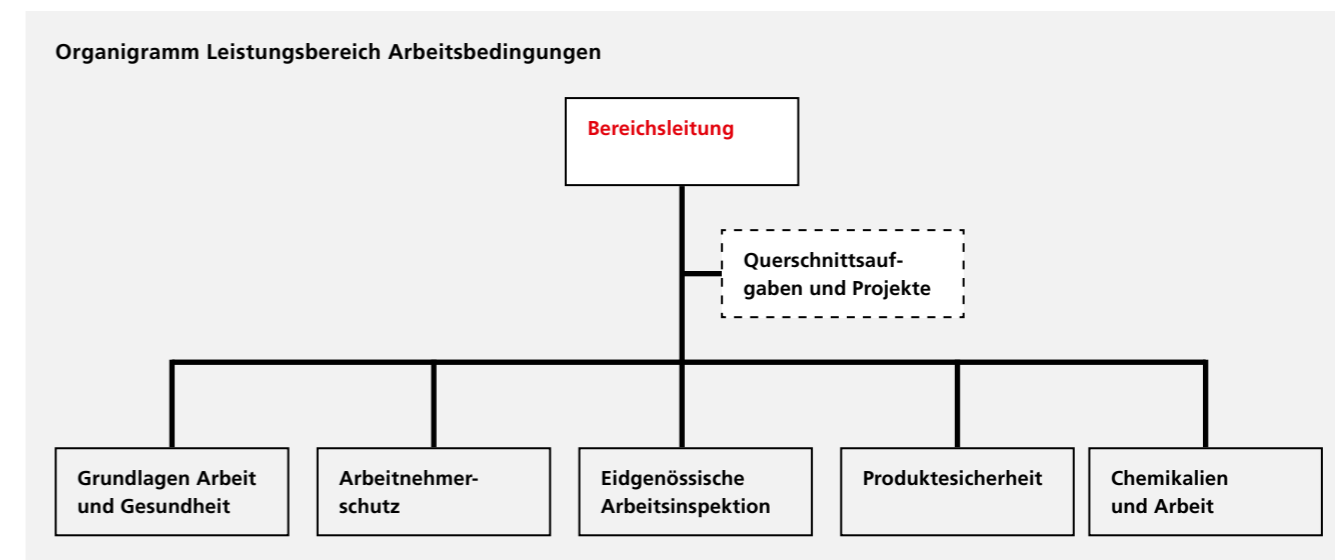 Organigramm Leistungsbereich Arbeitsbedingungen
Bereichsleitung
Querschnittsauf-
gaben und Projekte
Grundlagen Arbeit
und Gesundheit
Arbeitnehmer-
schutz
Eidgenössische
Arbeitsinspektion
Produktesicherheit
Chemikalien
und Arbeit